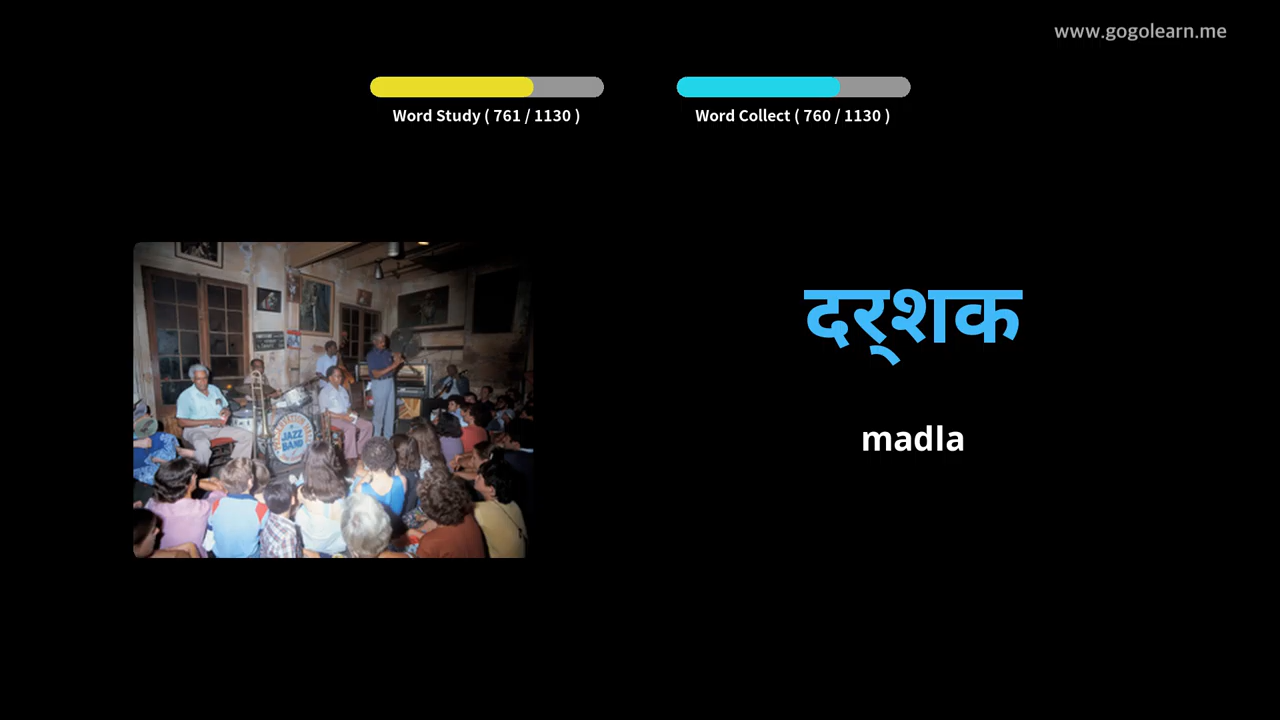 www.gogolearn.me
Word Study ( 761 / 1130 )
Word Collect ( 760 / 1130 )
दर्‌शक
madla
JAZZ
BAND